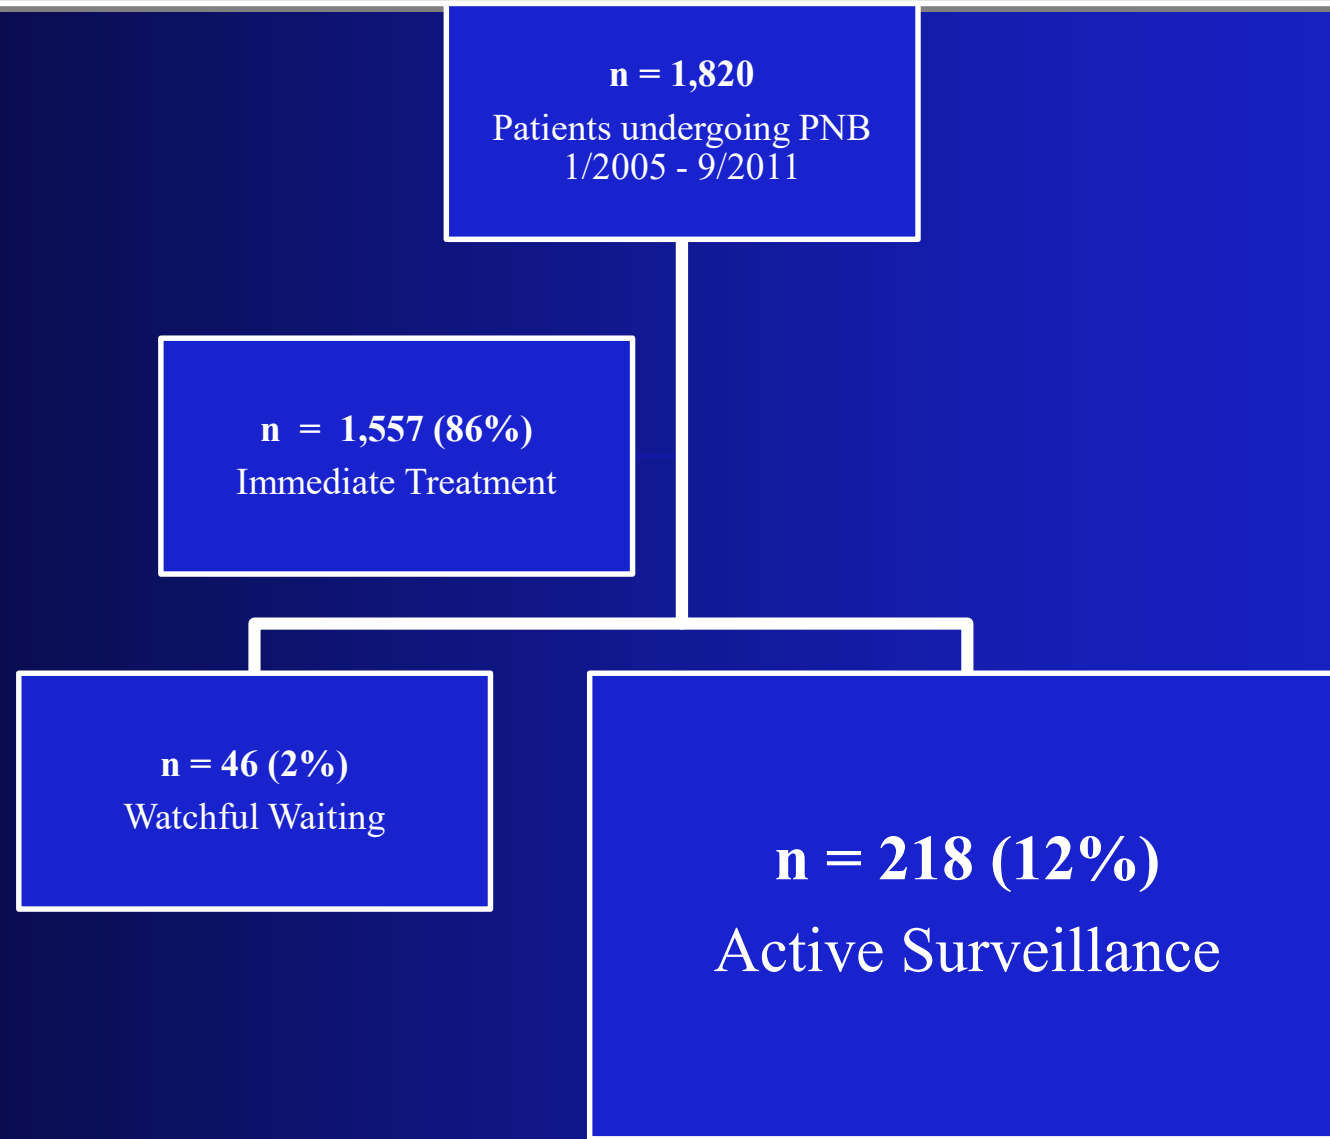 n = 1,820
Patients undergoing PNB
1/2005 - 9/2011
n = 1,557 (86%)
Immediate Treatment
n = 46 (2%)
Watchful Waiting
n = 218 (12%)
Active Surveillance